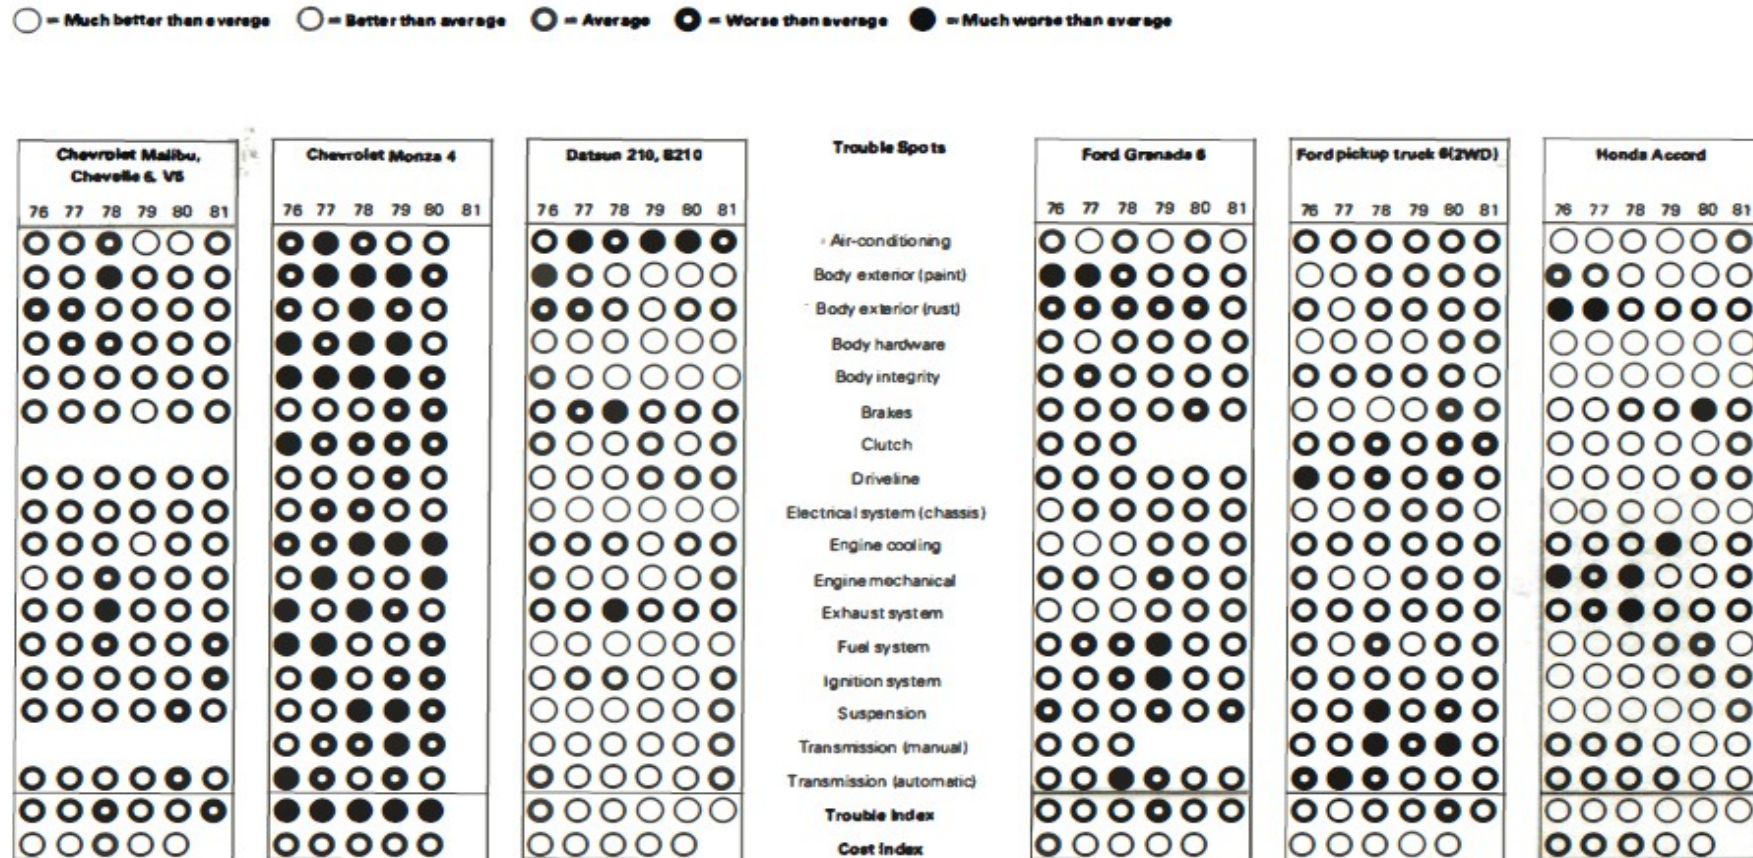 = Much better than average = Better than average = Average = Worse than average = Much worse than average
Chevrolet Malibu,
Chevelle 6, V6
76 77 78 79 80 81
Chevrolet Monza 4
76 77 78 79 80 81
Datsun 210, B210
76 77 78 79 80 81
Trouble Spots
Air-conditioning
Body exterior (paint)
Body exterior (rust)
Body hardware
Body integrity
Brakes
Clutch
Driveline
Electrical system (chassis)
Engine cooling
Engine mechanical
Exhaust system
Fuel system
Ignition system
Suspension
Transmission (manual)
Transmission (automatic)
Trouble Index
Cost Index
Ford Granada 6
76 77 78 79 80 81
Ford pickup truck 6(2WD)
76 77 78 79 80 81
Honda Accord
76 77 78 79 80 81